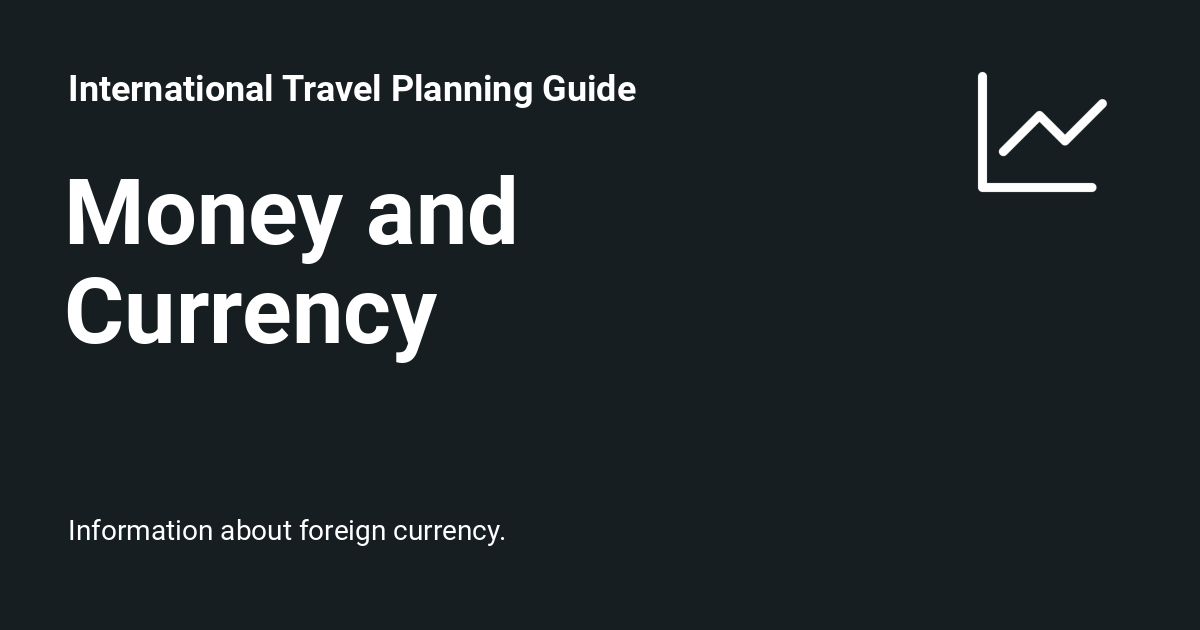 International Travel Planning Guide
Money and
Currency
Information about foreign currency.